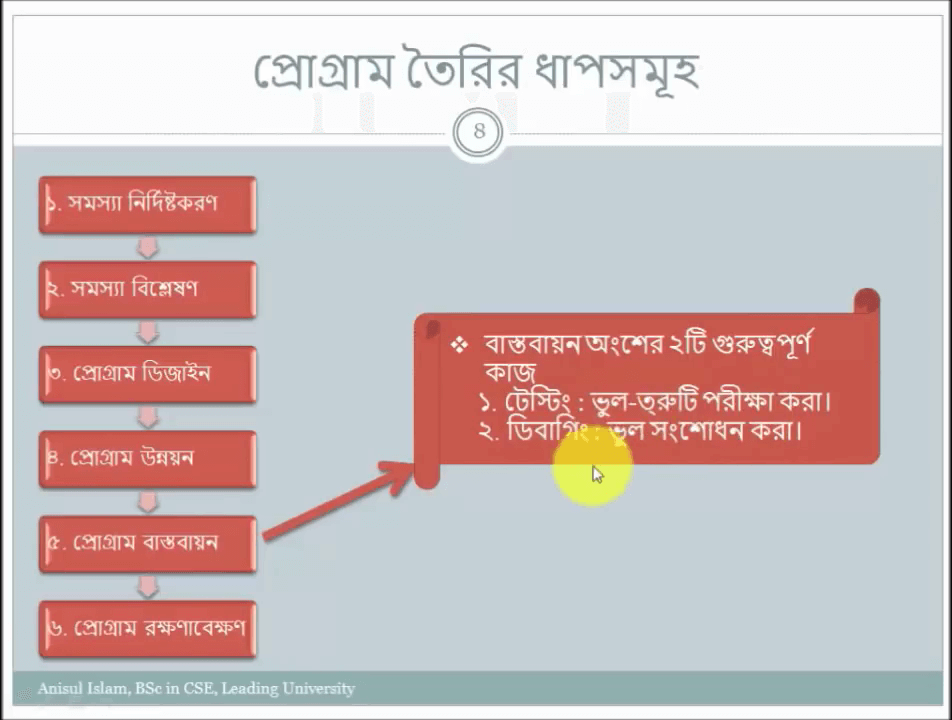 প্রোগ্রাম তৈরির ধাপসমূহ
8
১. সমস্যা নির্দিষ্টকরণ
২. সমস্যা বিশ্লেষণ
৩. প্রোগ্রাম ডিজাইন
৪. প্রোগ্রাম উন্নয়ন
৫. প্রোগ্রাম বাস্তবায়ন
৬. প্রোগ্রাম রক্ষণাবেক্ষণ
❖ বাস্তবায়ন অংশের ২টি গুরুত্বপূর্ণ
কাজ
১. টেস্টিং : ভুল-ত্রুটি পরীক্ষা করা।
২. ডিবাগিং : ভুল সংশোধন করা।
Anisul Islam, BSc in CSE, Leading University